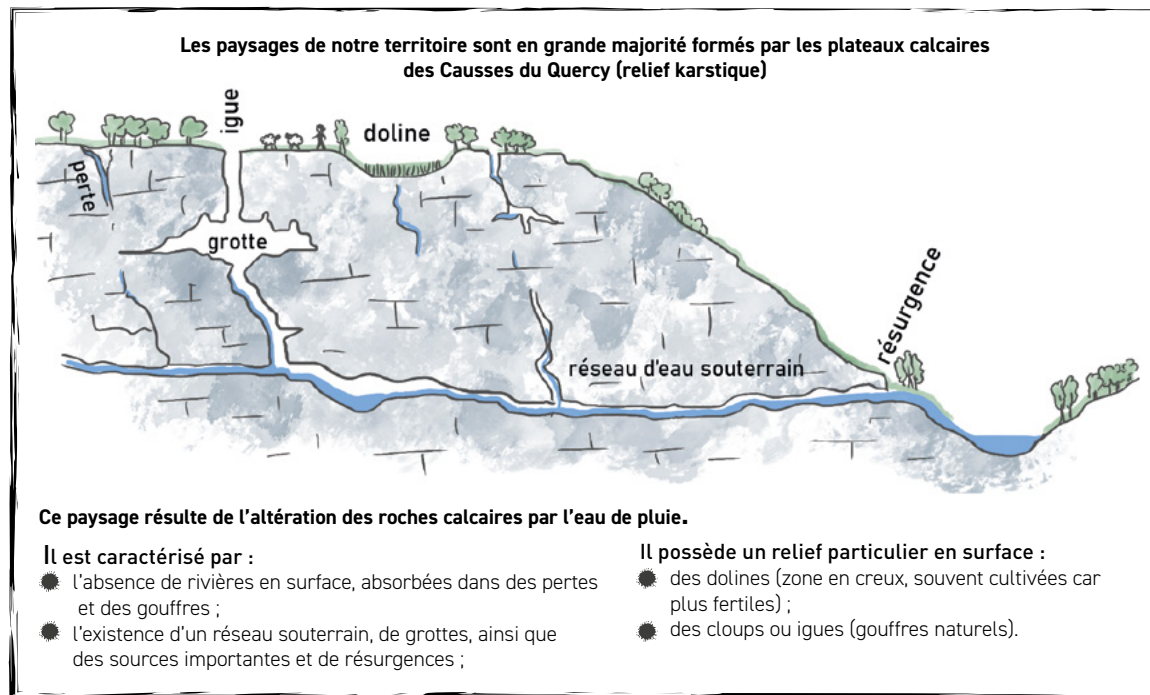 Les paysages de notre territoire sont en grande majorité formés par les plateaux calcaires
des Causses du Quercy (relief karstique)
igue
doline
perte
grotte
résurgence
réseau d'eau souterrain
Ce paysage résulte de l'altération des roches calcaires par l'eau de pluie.
Il est caractérisé par :
l'absence de rivières en surface, absorbées dans des pertes
et des gouffres ;
l'existence d'un réseau souterrain, de grottes, ainsi que
des sources importantes et de résurgences ;
Il possède un relief particulier en surface :
des dolines (zone en creux, souvent cultivées car
plus fertiles) ;
des cloups ou igues (gouffres naturels).